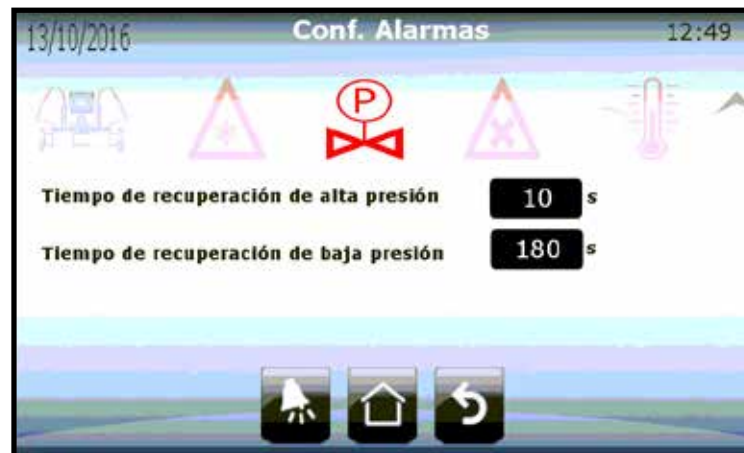 13/10/2016 Conf. Alarmas 12:49
P
Tiempo de recuperación de alta presión 10 s
Tiempo de recuperación de baja presión 180 s